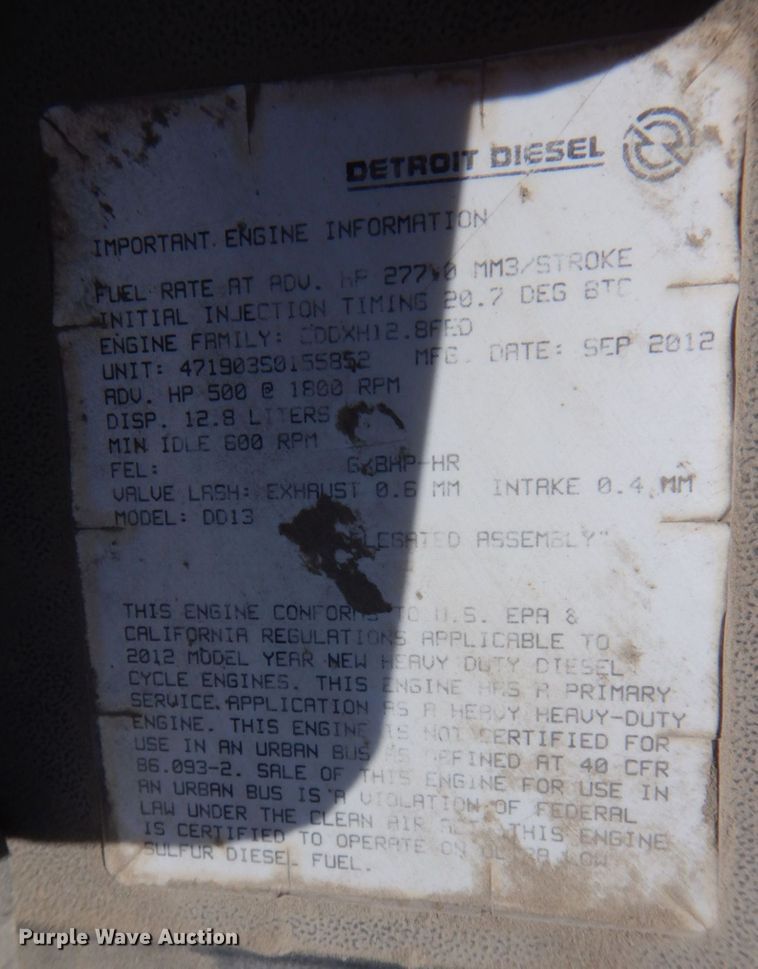 DETROIT DIESEL
IMPORTANT. ENGINE INFORMATION
FUEL RATE AT ADV. HP MM3/STROKE
INITIAL INJECTION TIMING 20.7 DEG BTC
ENGINE FAMILY:
UNIT: 471903S0155852 MFG. DATE: SEP 2012
ADV. HP 500 @ 1800 RPM
DISP. 12.8 LITERS
MIN IDLE 600 RPM
FEL: G/BHP-HR
VALVE LASH: EXHAUST 0.6 MM INTAKE 0.4 MM
MODEL: DD13
ASSEMBLY"
THIS ENGINE CONFORMS TO U.S. EPA &
CALIFORNIA REGULATIONS APPLICABLE TO
2012 MODEL YEAR NEW HEAVY DUTY DIESEL
CYCLE ENGINES. THIS ENGINE HAS A PRIMARY
SERVICE APPLICATION AS A HEAVY HEAVY-DUTY
ENGINE. THIS ENGINE IS NOT CERTIFIED FOR
USE IN AN URBAN BUS AS DEFINED AT 40 CFR
86.093-2. SALE OF THIS ENGINE FOR USE IN
AN URBAN BUS IS A VIOLATION OF FEDERAL
LAW UNDER THE CLEAN AIR THIS ENGINE
IS CERTIFIED TO OPERATE ON ULTRA LOW
SULFUR DIESEL FUEL.
Purple Wave Auction